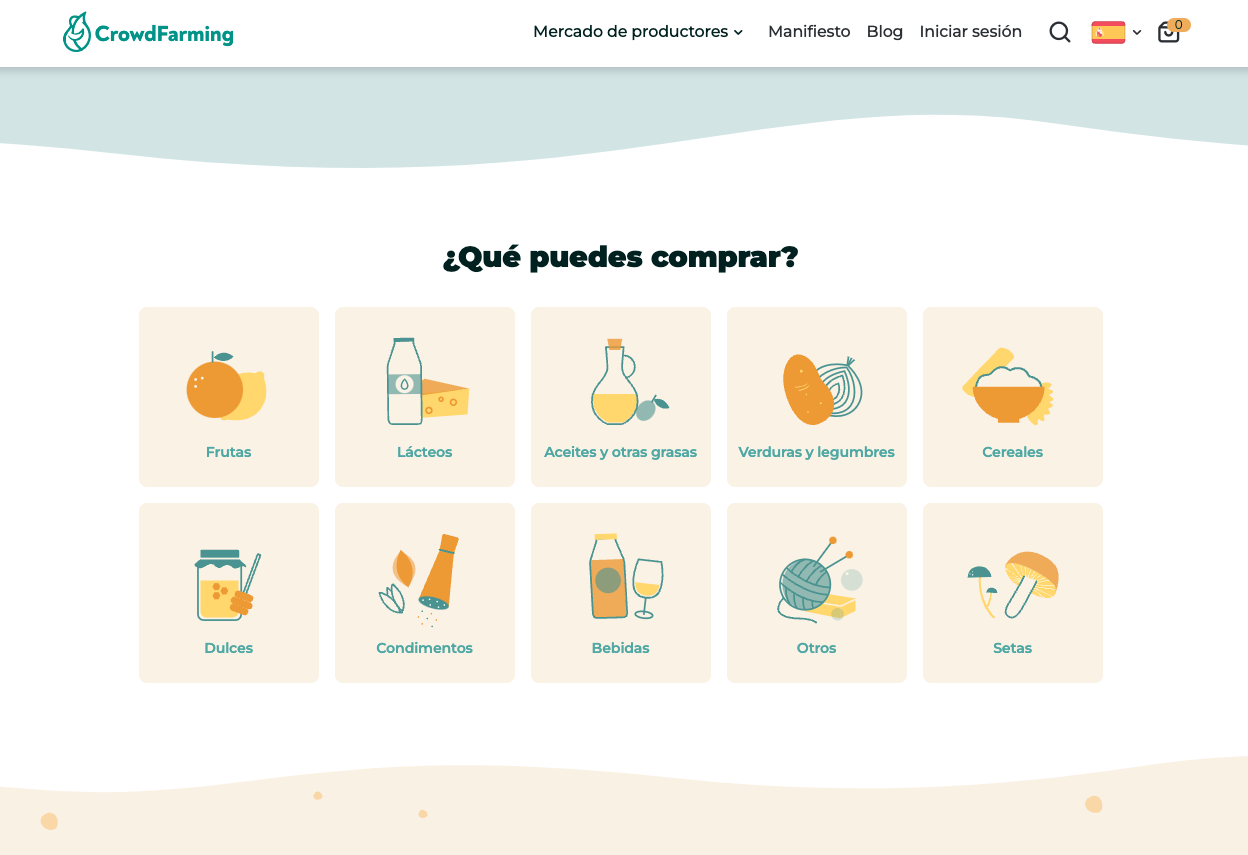 CrowdFarming
Mercado de productores
Manifiesto
Blog
Iniciar sesión
0
¿Qué puedes comprar?
Frutas
Lácteos
Aceites y otras grasas
Verduras y legumbres
Cereales
Dulces
Condimentos
Bebidas
Otros
Setas